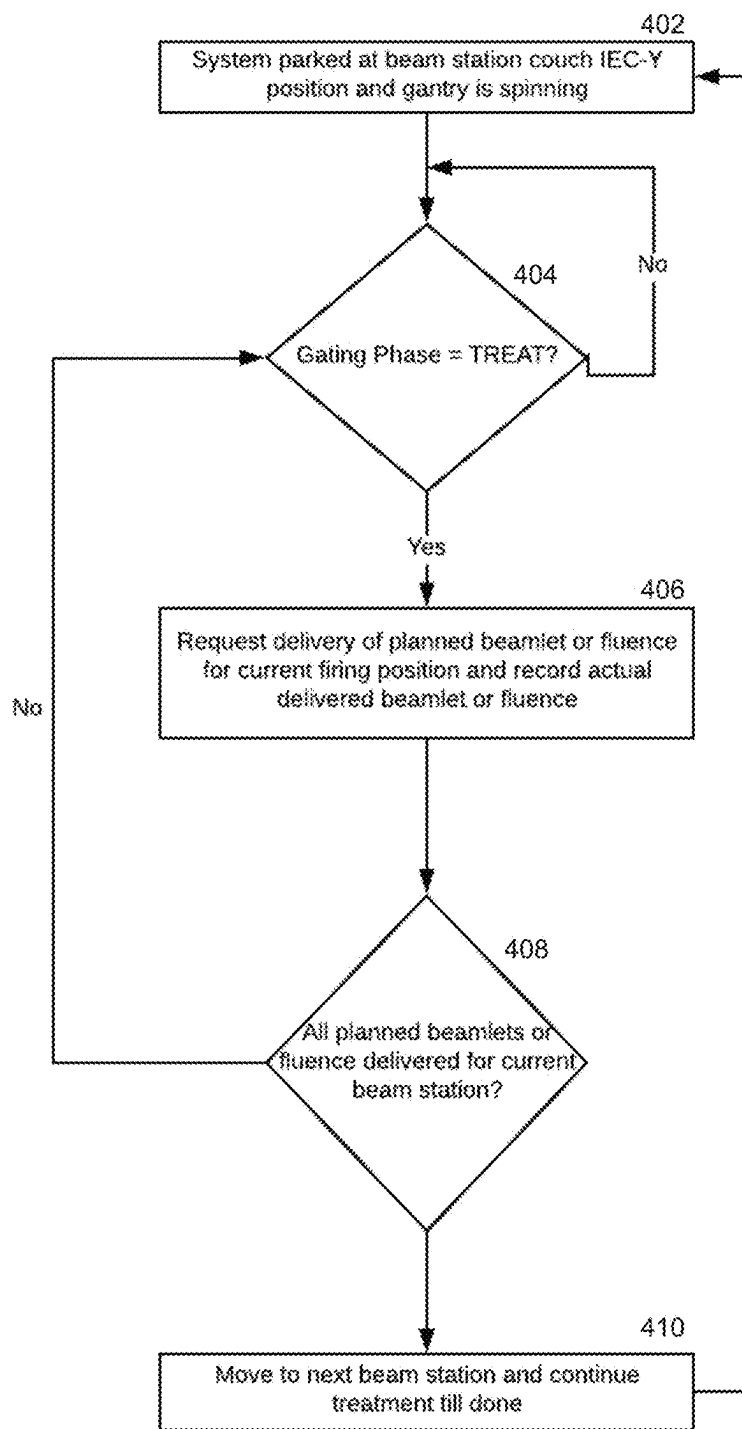 402
System parked at beam station couch IEC-Y
position and gantry is spinning
404
No
Gating Phase = TREAT?
Yes
406
Request delivery of planned beamlet or fluence
for current firing position and record actual
delivered beamlet or fluence
No
408
All planned beamlets or
fluence delivered for current
beam station?
410
Move to next beam station and continue
treatment till done